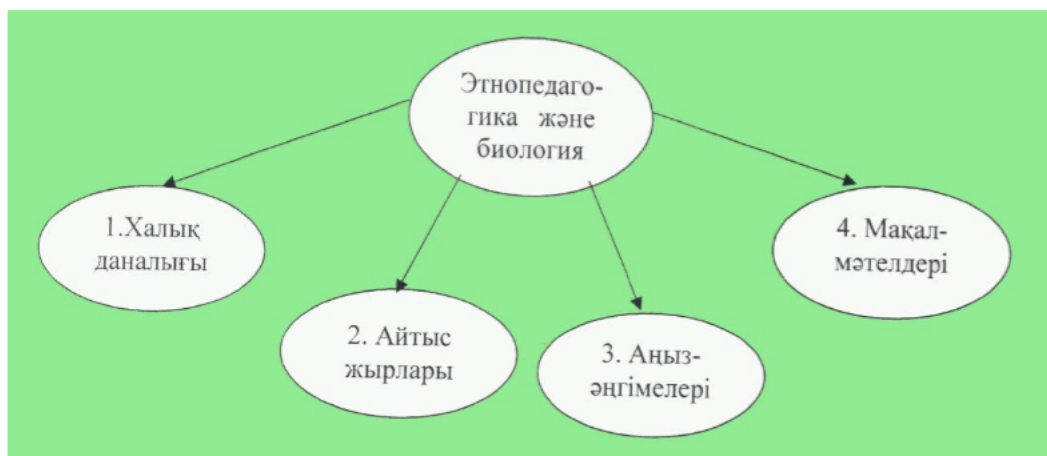 Этнопедаго-
гика және
биология
1.Халық
даналығы
2. Айтыс
жырлары
3. Аңыз-
әңгімелері
4. Мақал-
мәтелдері